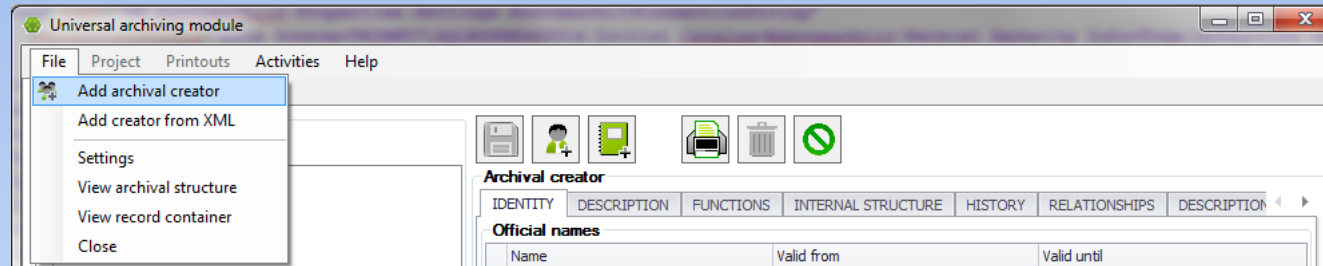 Universal archiving module
File Project Printouts Activities Help
Add archival creator
Add creator from XML
Settings
View archival structure
View record container
Close
Archival creator
IDENTITY DESCRIPTION FUNCTIONS INTERNAL STRUCTURE HISTORY RELATIONSHIPS DESCRIPTION
Official names
Name Valid from Valid until